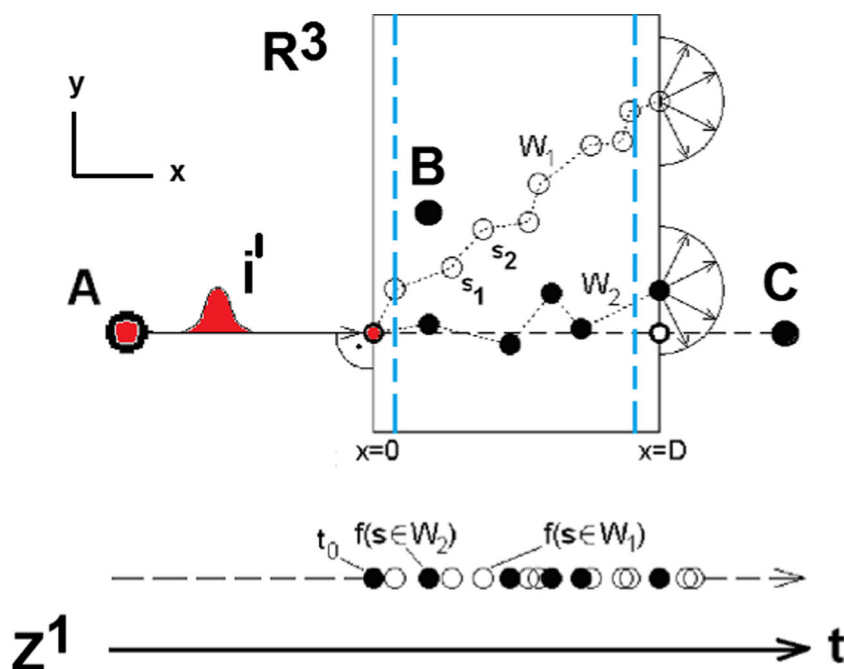 R³
y
x
B
W₁
s₂
s₁
W₂
A
i'
C
x=0
x=D
t₀ f(s∈W₂) f(s∈W₁)
Z¹ t